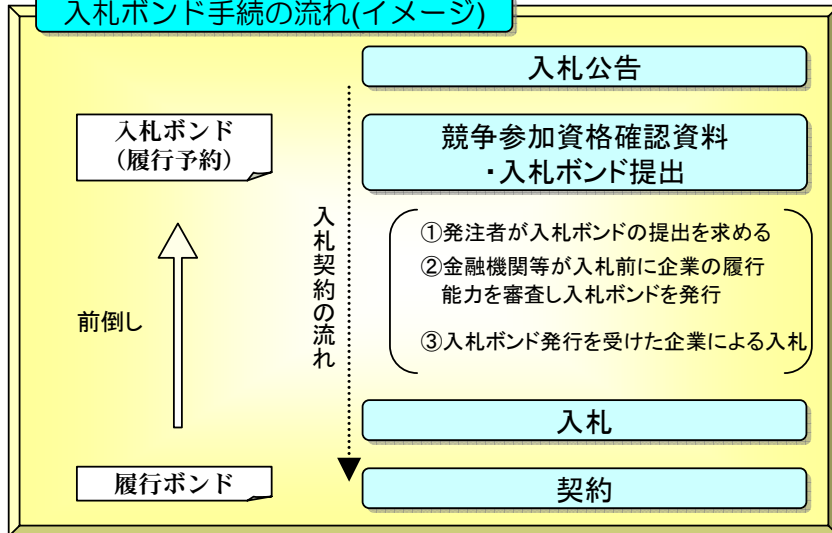 入札ボンド手続の流れ(イメージ)
入札公告
入札ボンド
（履行予約）
競争参加資格確認資料
・入札ボンド提出
入札契約の流れ
①発注者が入札ボンドの提出を求める
②金融機関等が入札前に企業の履行
能力を審査し入札ボンドを発行
③入札ボンド発行を受けた企業による入札
前倒し
入札
履行ボンド
契約